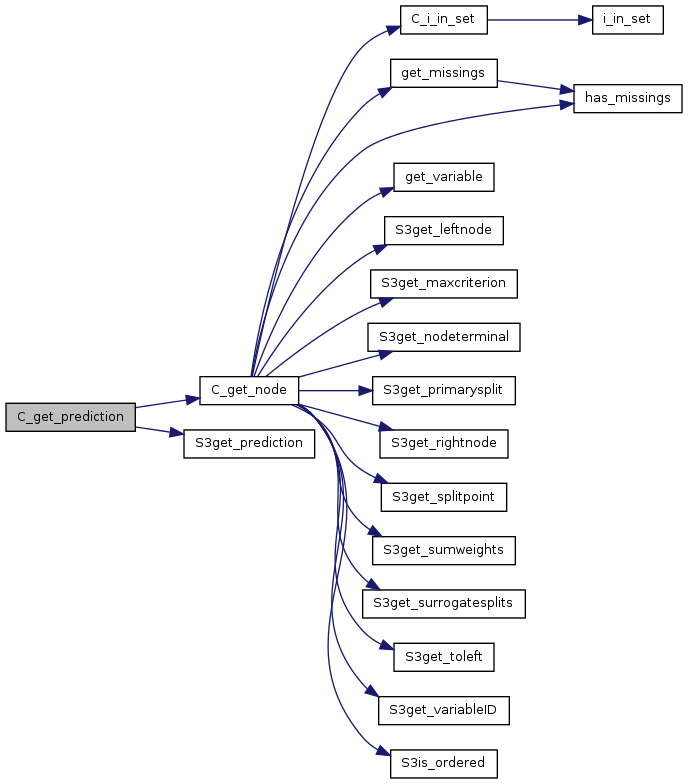 C_i_in_set
i_in_set
get_missings
has_missings
get_variable
S3get_leftnode
S3get_maxcriterion
S3get_nodeterminal
C_get_node
S3get_primarysplit
C_get_prediction
S3get_prediction
S3get_rightnode
S3get_splitpoint
S3get_sumweights
S3get_surrogatesplits
S3get_toleft
S3get_variableID
S3is_ordered